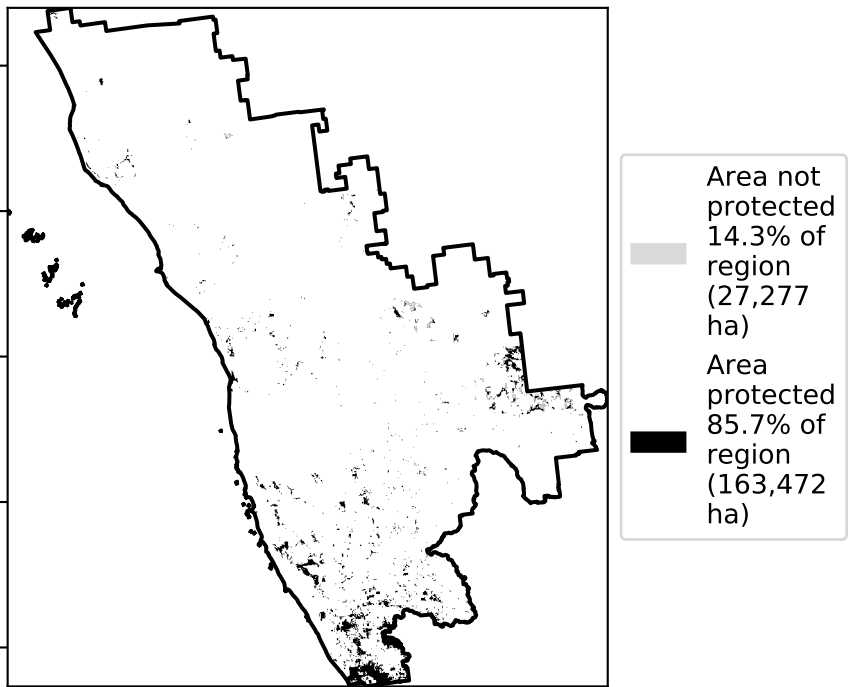 Area not
protected
14.3% of
region
(27,277
ha)
Area
protected
85.7% of
region
(163,472
ha)